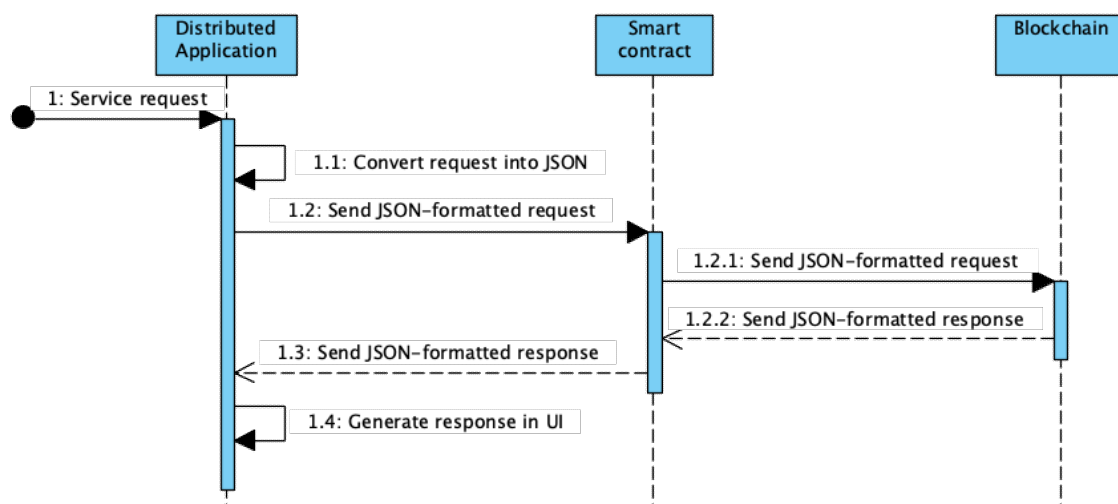 Distributed
Application
Smart
contract
Blockchain
1: Service request
1.1: Convert request into JSON
1.2: Send JSON-formatted request
1.2.1: Send JSON-formatted request
1.2.2: Send JSON-formatted response
1.3: Send JSON-formatted response
1.4: Generate response in UI